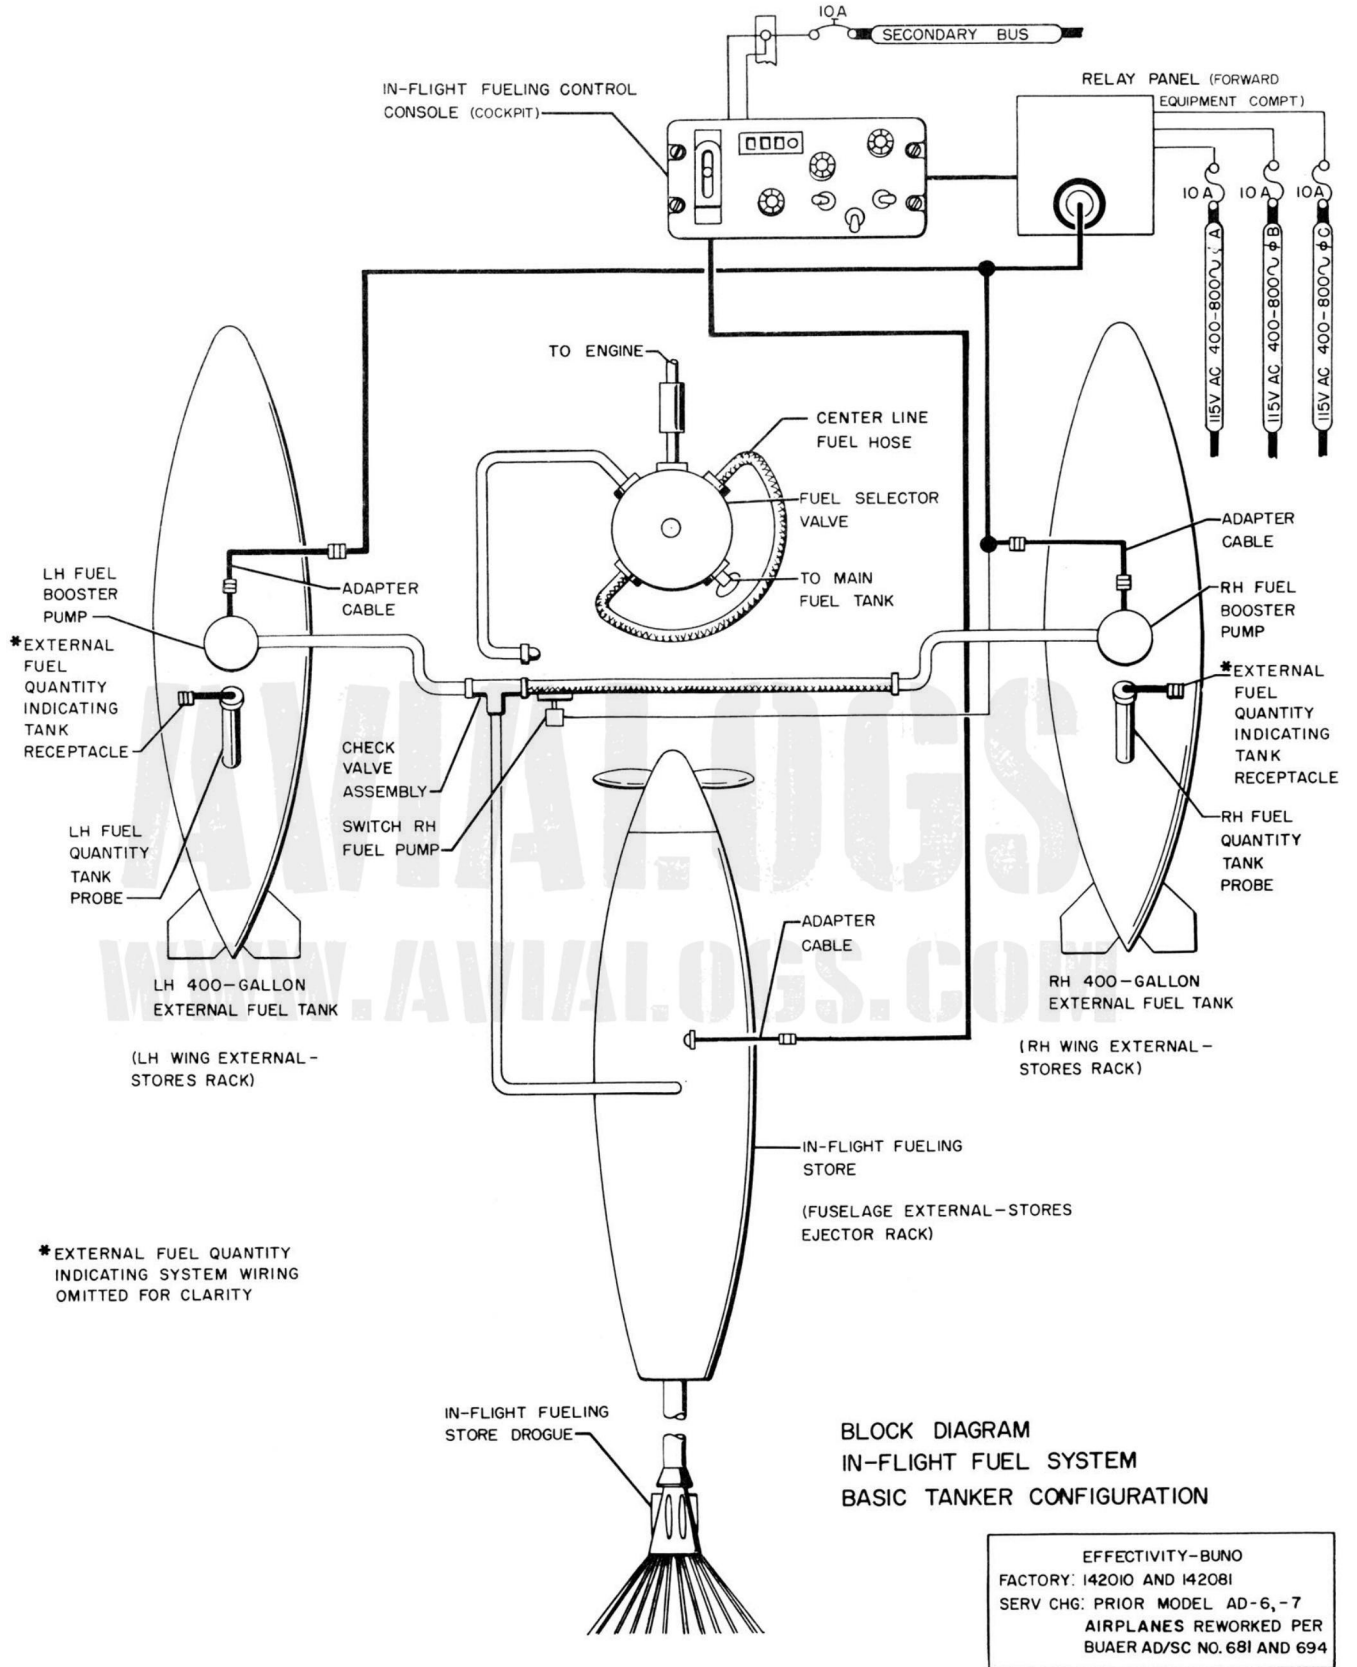 10A
SECONDARY BUS
RELAY PANEL (FORWARD
EQUIPMENT COMPT)
IN-FLIGHT FUELING CONTROL
CONSOLE (COCKPIT)
10A
10A
10A
115V AC 400-800~ φA
115V AC 400-800~ φB
115V AC 400-800~ φC
TO ENGINE
CENTER LINE
FUEL HOSE
FUEL SELECTOR
VALVE
TO MAIN
FUEL TANK
ADAPTER
CABLE
LH FUEL
BOOSTER
PUMP
ADAPTER
CABLE
RH FUEL
BOOSTER
PUMP
*EXTERNAL
FUEL
QUANTITY
INDICATING
TANK
RECEPTACLE
*EXTERNAL
FUEL
QUANTITY
INDICATING
TANK
RECEPTACLE
CHECK
VALVE
ASSEMBLY
SWITCH RH
FUEL PUMP
LH FUEL
QUANTITY
TANK
PROBE
RH FUEL
QUANTITY
TANK
PROBE
AVIALOGS
WWW.AVIALOGS.COM
ADAPTER
CABLE
LH 400-GALLON
EXTERNAL FUEL TANK
(LH WING EXTERNAL-
STORES RACK)
RH 400-GALLON
EXTERNAL FUEL TANK
(RH WING EXTERNAL-
STORES RACK)
IN-FLIGHT FUELING
STORE
(FUSELAGE EXTERNAL-STORES
EJECTOR RACK)
*EXTERNAL FUEL QUANTITY
INDICATING SYSTEM WIRING
OMITTED FOR CLARITY
IN-FLIGHT FUELING
STORE DROGUE
BLOCK DIAGRAM
IN-FLIGHT FUEL SYSTEM
BASIC TANKER CONFIGURATION
EFFECTIVITY-BUNO
FACTORY: 142010 AND 142081
SERV CHG: PRIOR MODEL AD-6,-7
AIRPLANES REWORKED PER
BUAER AD/SC NO. 681 AND 694